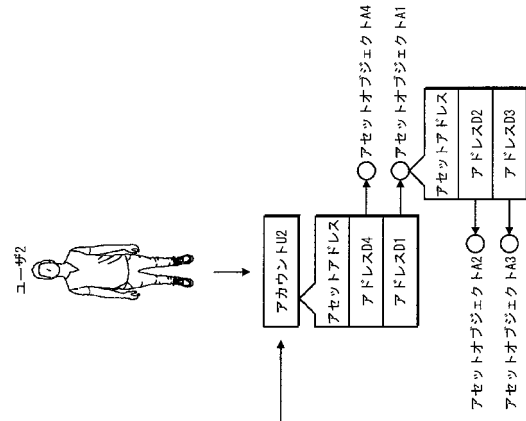 ユーザ2
アカウントU2
アセットアドレス
アドレスD4
アドレスD1
アセットオブジェクトA4
アセットオブジェクトA1
アセットアドレス
アドレスD2
アドレスD3
アセットオブジェクトA2
アセットオブジェクトA3